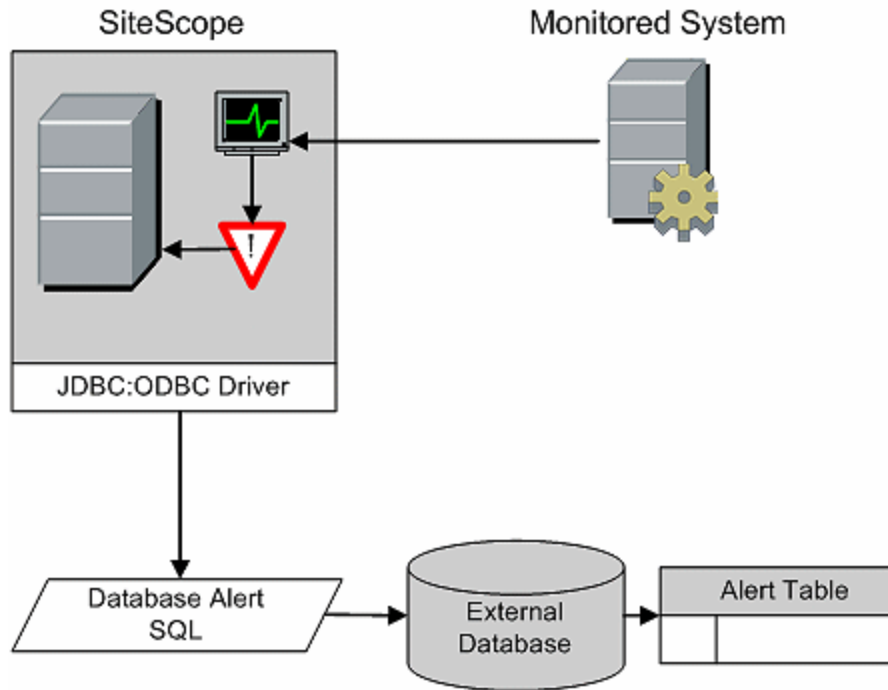 SiteScope
Monitored System
!
JDBC:ODBC Driver
Database Alert
SQL
External
Database
Alert Table